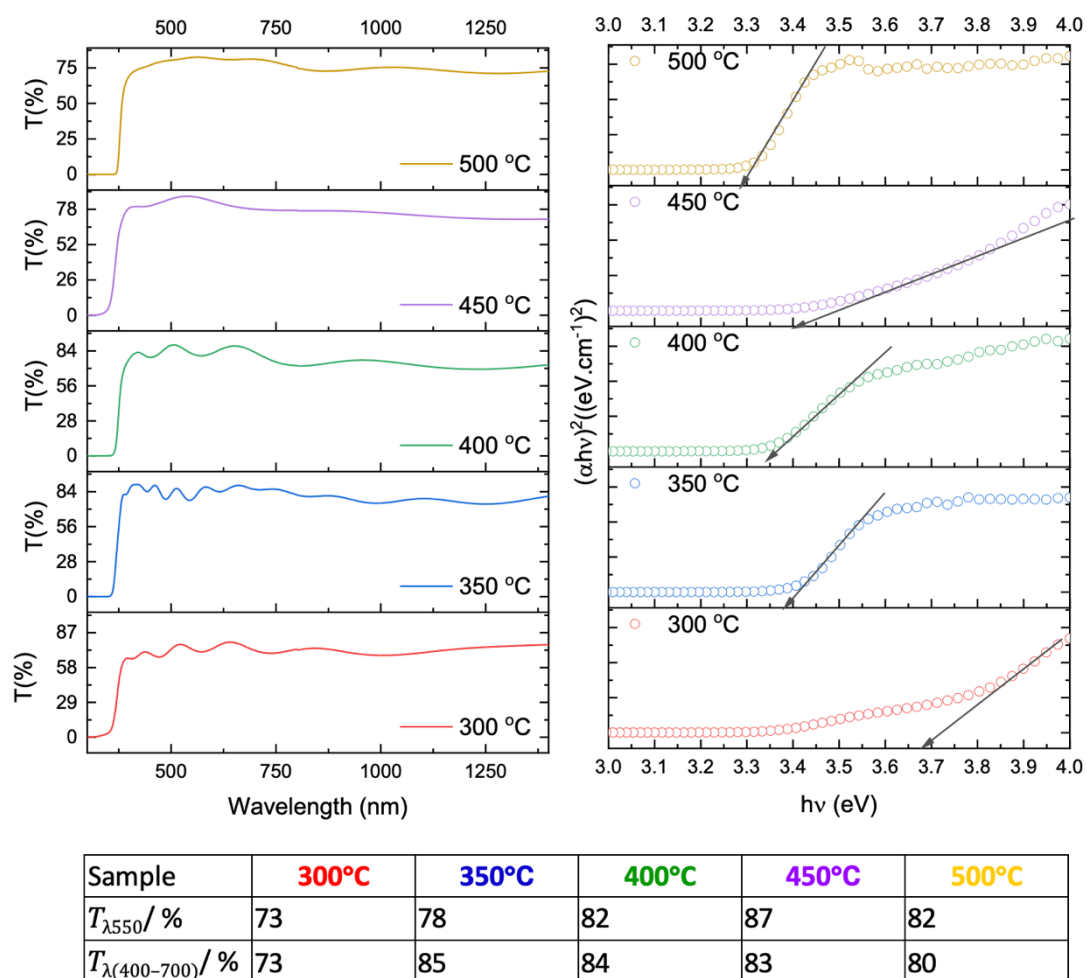 500 750 1000 1250
T(%)
75
50
25
0
500 °C
T(%)
78
52
26
0
450 °C
T(%)
84
56
28
0
400 °C
T(%)
84
56
28
0
350 °C
T(%)
87
58
29
0
300 °C
500 750 1000 1250
Wavelength (nm)
3.0 3.1 3.2 3.3 3.4 3.5 3.6 3.7 3.8 3.9 4.0
500 °C
450 °C
400 °C
350 °C
300 °C
(αhν)²((eV.cm⁻¹)²)
3.0 3.1 3.2 3.3 3.4 3.5 3.6 3.7 3.8 3.9 4.0
hν (eV)
Sample 300°C 350°C 400°C 450°C 500°C
Tλ550/ % 73 78 82 87 82
Tλ(400–700)/ % 73 85 84 83 80